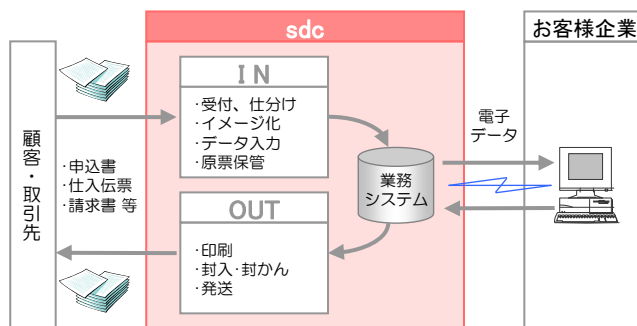 sdc
お客様企業
顧客・取引先
・申込書
・仕入伝票
・請求書 等
IN
・受付、仕分け
・イメージ化
・データ入力
・原票保管
OUT
・印刷
・封入・封かん
・発送
業務
システム
電子
データ